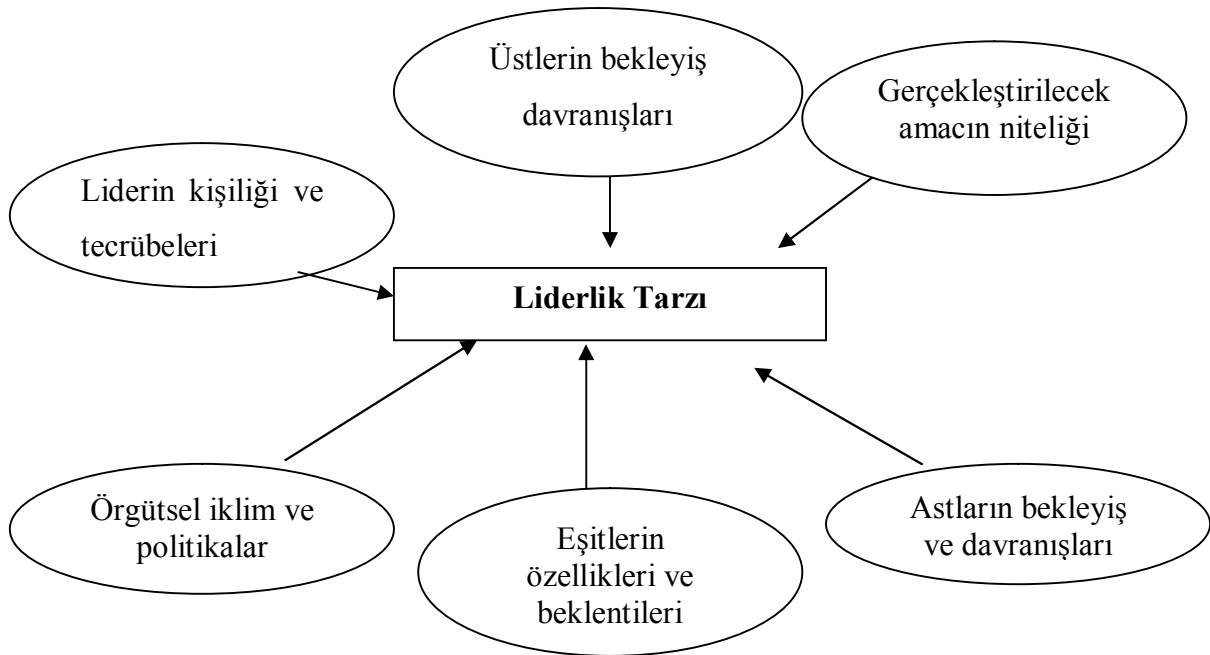 Üstlerin bekleyiş
davranışları
Gerçekleştirilecek
amacın niteliği
Liderin kişiliği ve
tecrübeleri
Liderlik Tarzı
Örgütsel iklim ve
politikalar
Eşitlerin
özellikleri ve
beklentileri
Astların bekleyiş
ve davranışları